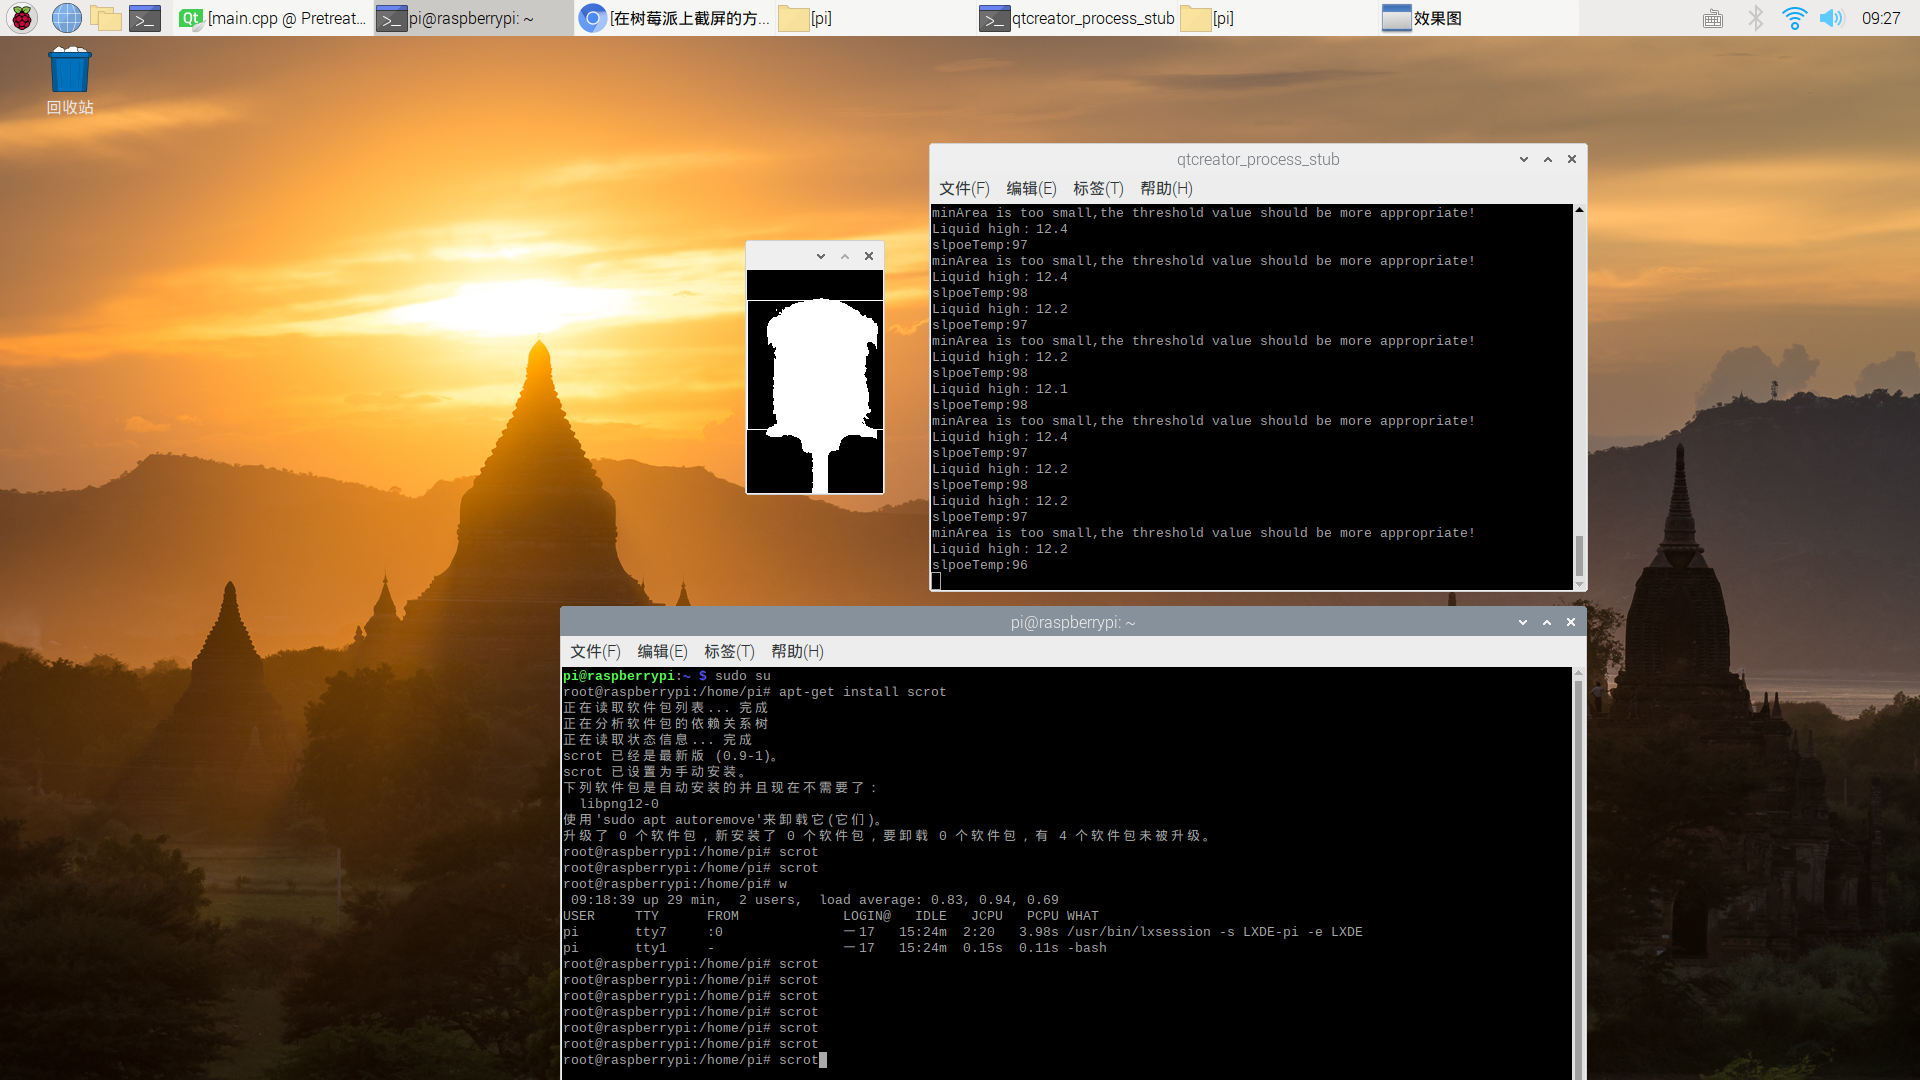 [main.cpp @ Pretreat...
pi@raspberrypi: ~
[在树莓派上截屏的方...
[pi]
qtcreator_process_stub
[pi]
效果图
09:27
回收站
qtcreator_process_stub
文件(F) 编辑(E) 标签(T) 帮助(H)
minArea is too small,the threshold value should be more appropriate!
Liquid high：12.4
slpoeTemp:97
minArea is too small,the threshold value should be more appropriate!
Liquid high：12.4
slpoeTemp:98
Liquid high：12.2
slpoeTemp:97
minArea is too small,the threshold value should be more appropriate!
Liquid high：12.2
slpoeTemp:98
Liquid high：12.1
slpoeTemp:98
minArea is too small,the threshold value should be more appropriate!
Liquid high：12.4
slpoeTemp:97
Liquid high：12.2
slpoeTemp:98
Liquid high：12.2
slpoeTemp:97
minArea is too small,the threshold value should be more appropriate!
Liquid high：12.2
slpoeTemp:96
pi@raspberrypi: ~
文件(F) 编辑(E) 标签(T) 帮助(H)
pi@raspberrypi:~ $ sudo su
root@raspberrypi:/home/pi# apt-get install scrot
正在读取软件包列表... 完成
正在分析软件包的依赖关系树
正在读取状态信息... 完成
scrot 已经是最新版 (0.9-1)。
scrot 已设置为手动安装。
下列软件包是自动安装的并且现在不需要了：
libpng12-0
使用'sudo apt autoremove'来卸载它(它们)。
升级了 0 个软件包，新安装了 0 个软件包，要卸载 0 个软件包，有 4 个软件包未被升级。
root@raspberrypi:/home/pi# scrot
root@raspberrypi:/home/pi# scrot
root@raspberrypi:/home/pi# w
09:18:39 up 29 min,  2 users,  load average: 0.83, 0.94, 0.69
USER     TTY      FROM             LOGIN@   IDLE   JCPU   PCPU WHAT
pi       tty7     :0               一17   15:24m  2:20   3.98s /usr/bin/lxsession -s LXDE-pi -e LXDE
pi       tty1     -                一17   15:24m  0.15s  0.11s -bash
root@raspberrypi:/home/pi# scrot
root@raspberrypi:/home/pi# scrot
root@raspberrypi:/home/pi# scrot
root@raspberrypi:/home/pi# scrot
root@raspberrypi:/home/pi# scrot
root@raspberrypi:/home/pi# scrot
root@raspberrypi:/home/pi# scrot